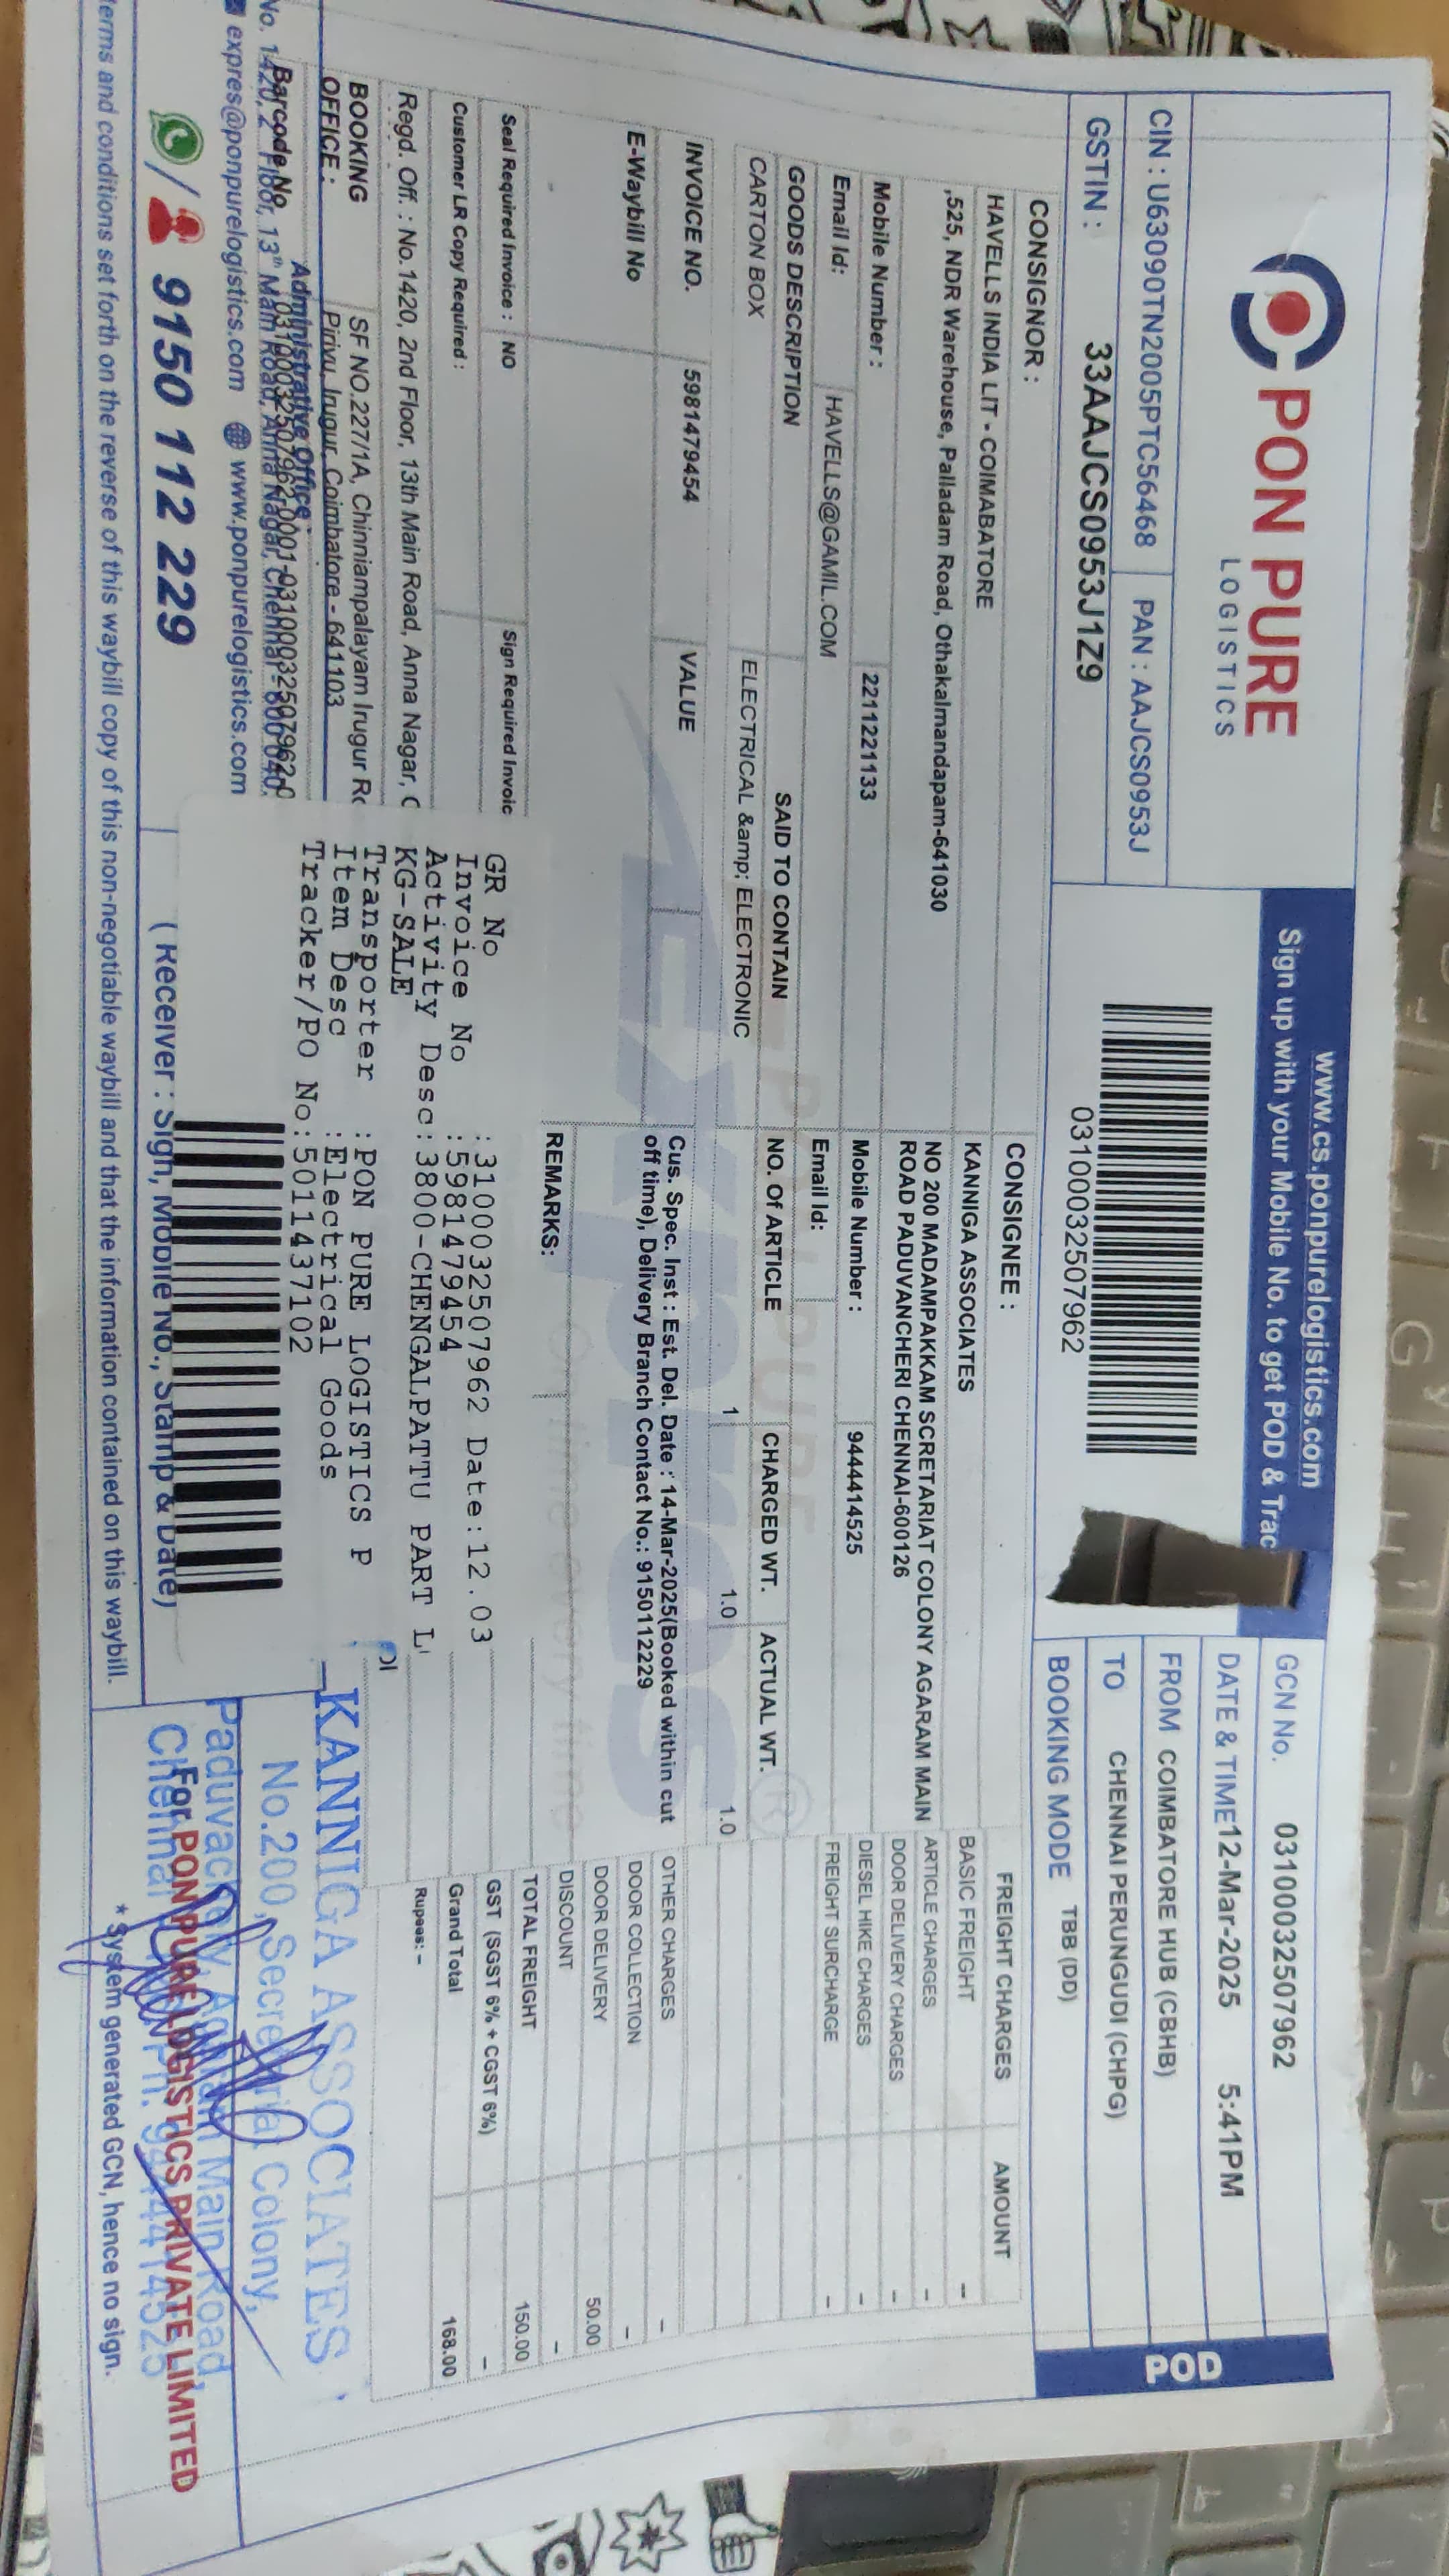 PON PURE
LOGISTICS
CIN : U63090TN2005PTC56468 PAN : AAJCS0953J
GSTIN : 33AAJCS0953J1Z9
www.cs.ponpurelogistics.com
Sign up with your Mobile No. to get POD & Trac
03100032507962
GCN No. 03100032507962
DATE & TIME12-Mar-2025 5:41PM
FROM COIMBATORE HUB (CBHB)
TO CHENNAI PERUNGUDI (CHPG)
BOOKING MODE TBB (DD)
POD
CONSIGNOR :
HAVELLS INDIA LIT - COIMABATORE
,525, NDR Warehouse, Palladam Road, Othakalmandapam-641030
Mobile Number : 2211221133
Email Id: HAVELLS@GAMIL.COM
CONSIGNEE :
KANNIGA ASSOCIATES
NO 200 MADAMPAKKAM SCRETARIAT COLONY AGARAM MAIN
ROAD PADUVANCHERI CHENNAI-600126
Mobile Number : 9444414525
Email Id:
GOODS DESCRIPTION SAID TO CONTAIN NO. Of ARTICLE CHARGED WT. ACTUAL WT.
CARTON BOX ELECTRICAL &amp; ELECTRONIC 1 1.0 1.0
INVOICE NO. 5981479454 VALUE
E-Waybill No
Cus. Spec. Inst : Est. Del. Date : 14-Mar-2025(Booked within cut
off time), Delivery Branch Contact No.: 9150112229
REMARKS:
FREIGHT CHARGES AMOUNT
BASIC FREIGHT –
ARTICLE CHARGES –
DOOR DELIVERY CHARGES –
DIESEL HIKE CHARGES –
FREIGHT SURCHARGE –
OTHER CHARGES –
DOOR COLLECTION –
DOOR DELIVERY 50.00
DISCOUNT –
TOTAL FREIGHT 150.00
GST (SGST 6% + CGST 6%) –
Grand Total 168.00
Rupees: -
Seal Required Invoice : NO Sign Required Invoic
Customer LR Copy Required :
Regd. Off. : No.1420, 2nd Floor, 13th Main Road, Anna Nagar, C
BOOKING OFFICE : SF NO.227/1A, Chinniampalayam Irugur Ro
Pirivu, Irugur, Coimbatore - 641103
Administrative Office :
Barcode No
expres@ponpurelogistics.com www.ponpurelogistics.com
9150 112 229
GR No :3100032507962 Date:12.03
Invoice No :5981479454
Activity Desc:3800-CHENGALPATTU PART L
KG-SALE
Transporter :PON PURE LOGISTICS P
Item Desc :Electrical Goods
Tracker/PO No:5011437102
( Receiver : Sign, Mobile No., Stamp & Date)
KANNIGA ASSOCIATES
No.200, Secretarial Colony,
Paduvachery Agaram Main Road,
For PON PURE LOGISTICS PRIVATE LIMITED
* System generated GCN, hence no sign.
erms and conditions set forth on the reverse of this waybill copy of this non-negotiable waybill and that the information contained on this waybill.